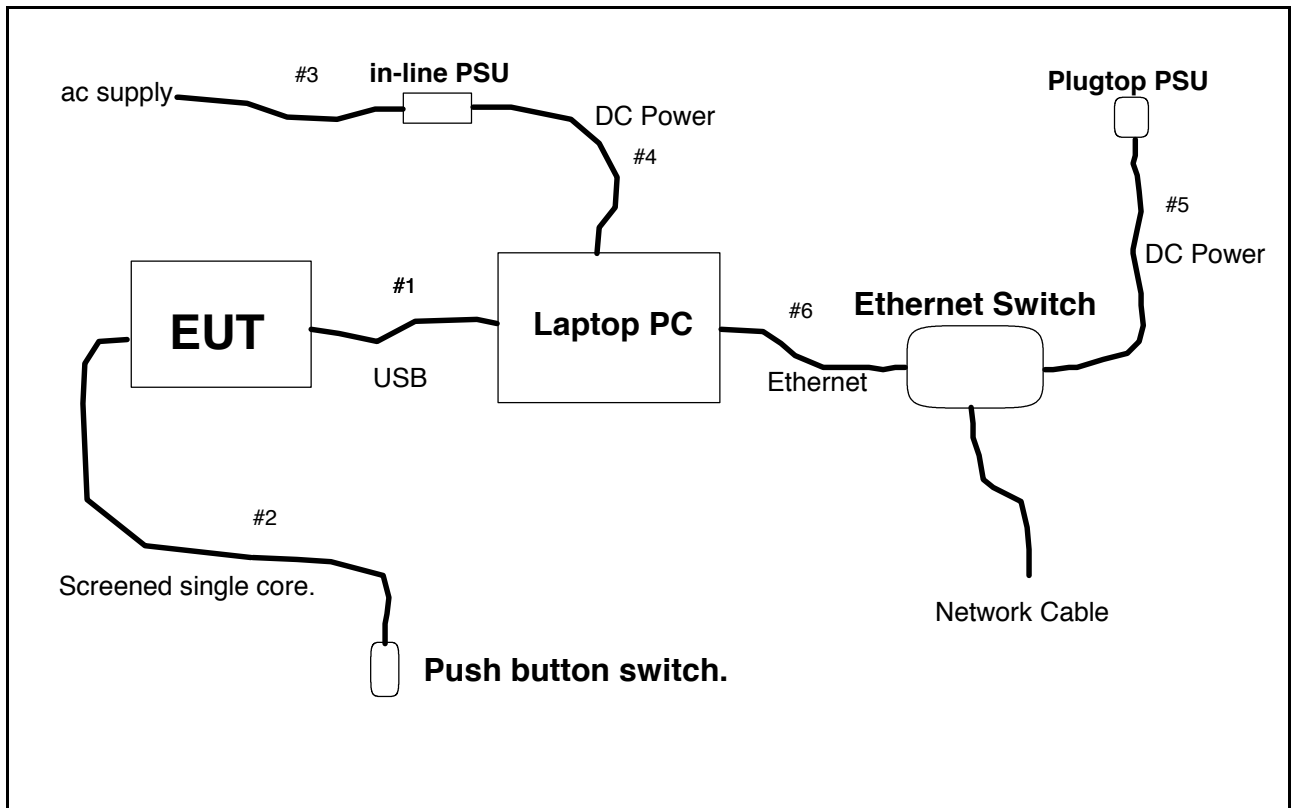 #3
in-line PSU
Plugtop PSU
ac supply
DC Power
#4
#5
DC Power
#1
#6
Ethernet Switch
EUT
Laptop PC
USB
Ethernet
#2
Screened single core.
Network Cable
Push button switch.